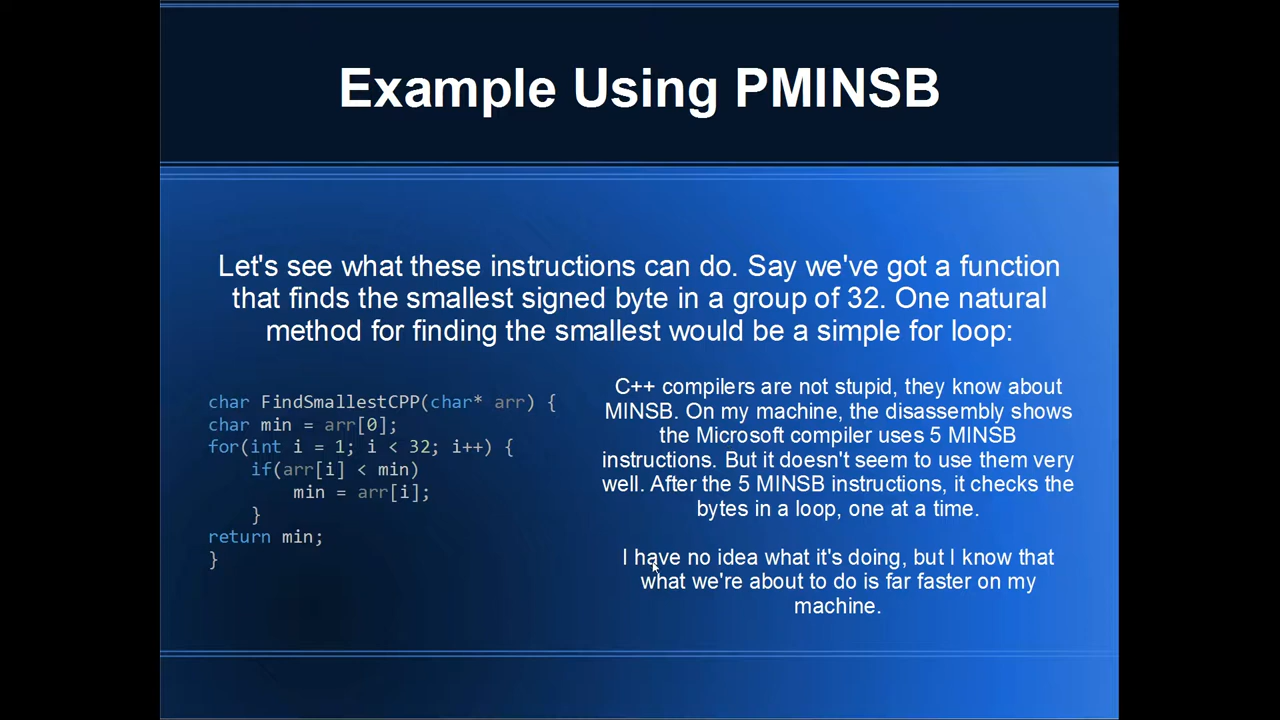 Example Using PMINSB
Let's see what these instructions can do. Say we've got a function
that finds the smallest signed byte in a group of 32. One natural
method for finding the smallest would be a simple for loop:
char FindSmallestCPP(char* arr) {
char min = arr[0];
for(int i = 1; i < 32; i++) {
    if(arr[i] < min)
        min = arr[i];
    }
return min;
}
C++ compilers are not stupid, they know about
MINSB. On my machine, the disassembly shows
the Microsoft compiler uses 5 MINSB
instructions. But it doesn't seem to use them very
well. After the 5 MINSB instructions, it checks the
bytes in a loop, one at a time.
I have no idea what it's doing, but I know that
what we're about to do is far faster on my
machine.